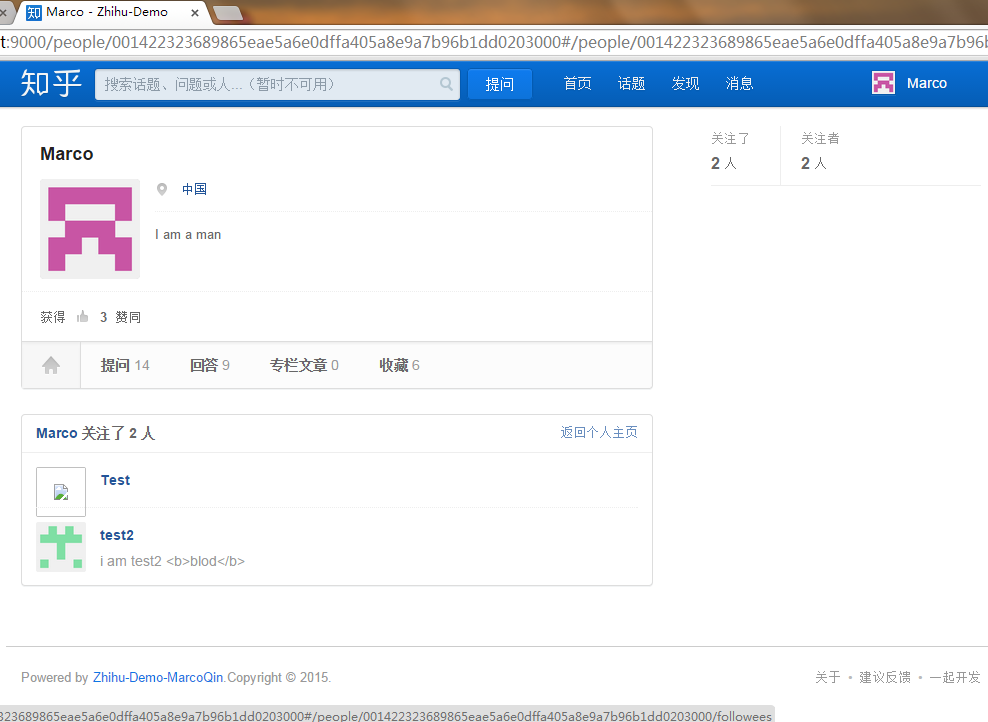 知 Marco - Zhihu-Demo ×
t:9000/people/001422323689865eae5a6e0dffa405a8e9a7b96b1dd0203000#/people/001422323689865eae5a6e0dffa405a8e9a7b96
知乎 搜索话题、问题或人...（暂时不可用） 提问 首页 话题 发现 消息 Marco
Marco
中国
I am a man
获得 3 赞同
提问 14 回答 9 专栏文章 0 收藏 6
关注了 关注者
2 人 2 人
Marco 关注了 2 人 返回个人主页
Test
test2
i am test2 <b>blod</b>
Powered by Zhihu-Demo-MarcoQin.Copyright © 2015. 关于 • 建议反馈 • 一起开发
323689865eae5a6e0dffa405a8e9a7b96b1dd0203000#/people/001422323689865eae5a6e0dffa405a8e9a7b96b1dd0203000/followees